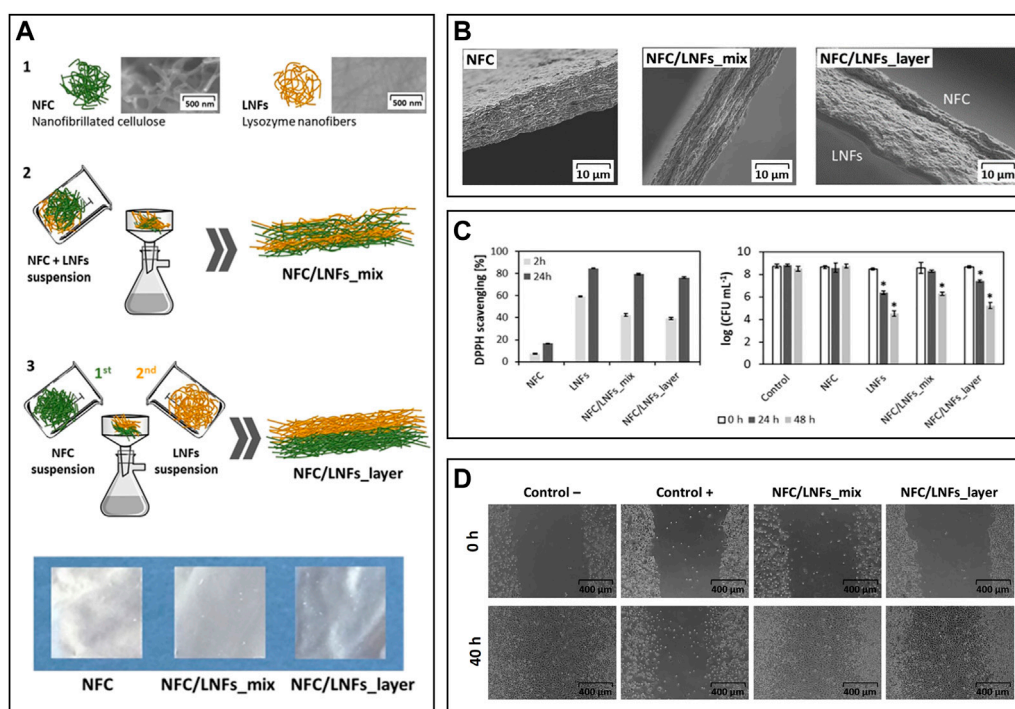 A
1
NFC
Nanofibrillated cellulose
500 nm
LNFs
Lysozyme nanofibers
500 nm
2
NFC + LNFs
suspension
NFC/LNFs_mix
3
1st
2nd
NFC
suspension
LNFs
suspension
NFC/LNFs_layer
NFC
NFC/LNFs_mix
NFC/LNFs_layer
B
NFC
10 µm
NFC/LNFs_mix
10 µm
NFC/LNFs_layer
NFC
LNFs
10 µm
C
DPPH scavenging [%]
100
80
60
40
20
0
2h
24h
NFC
LNFs
NFC/LNFs_mix
NFC/LNFs_layer
log (CFU mL-1)
10
8
6
4
2
0
* * * * *
Control
NFC
LNFs
NFC/LNFs_mix
NFC/LNFs_layer
0 h 24 h 48 h
D
Control – Control + NFC/LNFs_mix NFC/LNFs_layer
0 h
400 µm 400 µm 400 µm 400 µm
40 h
400 µm 400 µm 400 µm 400 µm